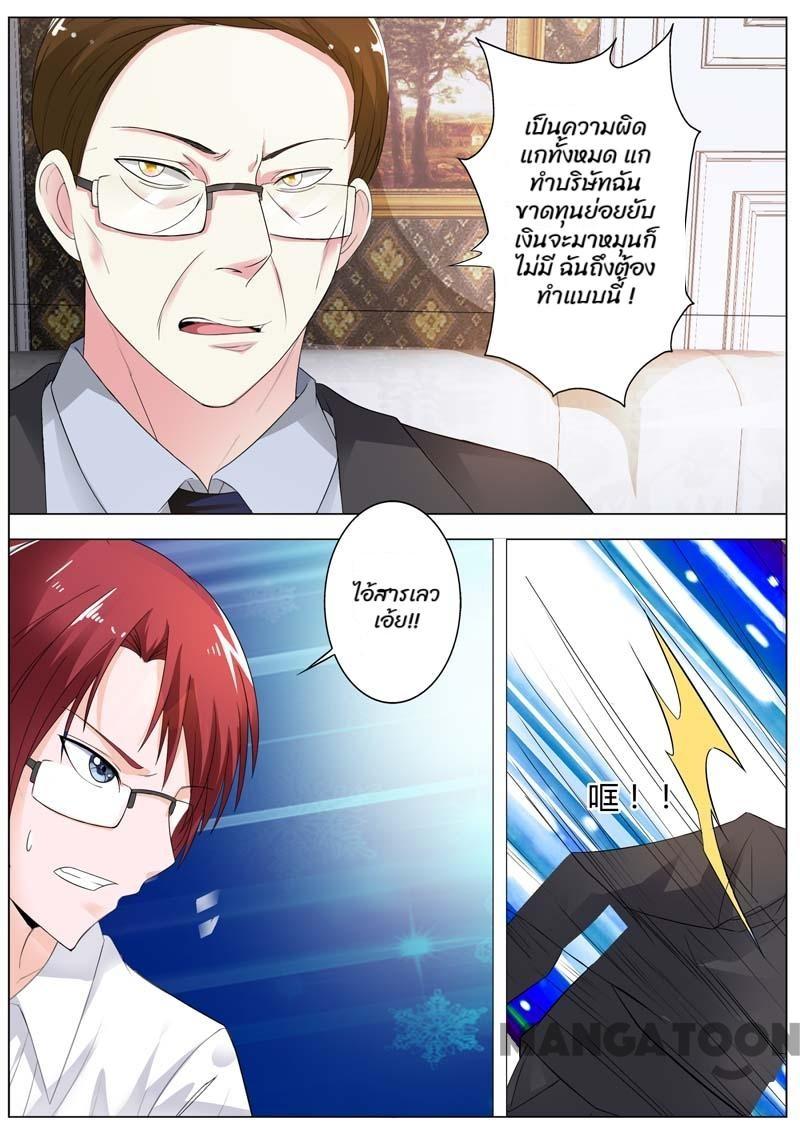 เป็นความผิด
แกทั้งหมด แก
ทำบริษัทฉัน
ขาดทุนย่อยยับ
เงินจะมาหมุนก็
ไม่มี ฉันถึงต้อง
ทำแบบนี้ !
ไอ้สารเลว
เอ้ย!!
哐！！
MANGATOON